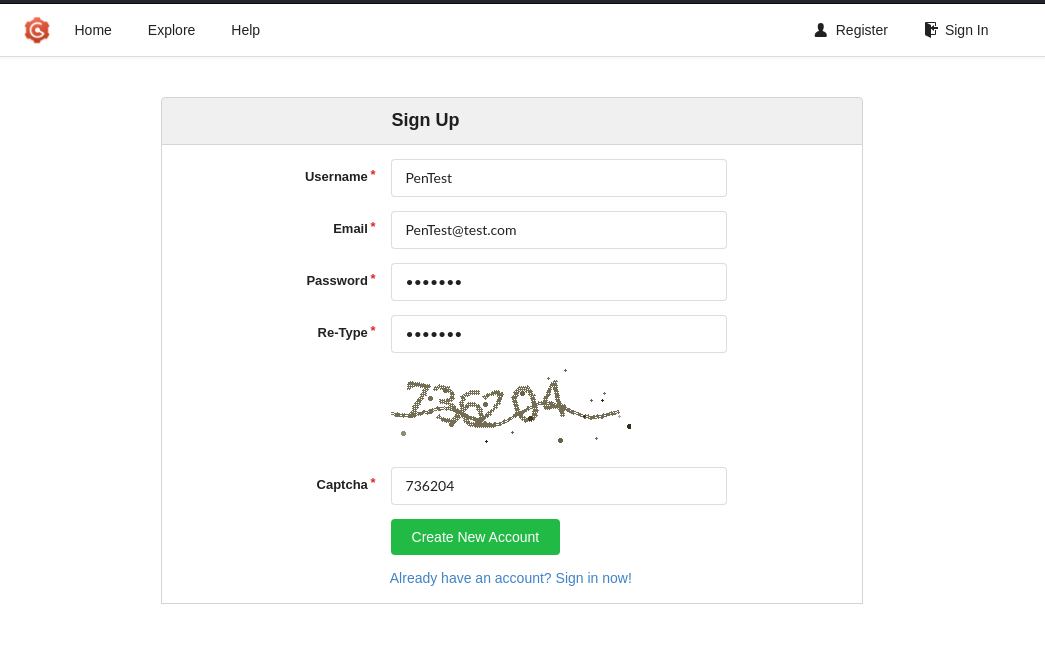 Home Explore Help Register Sign In
Sign Up
Username * PenTest
Email * PenTest@test.com
Password * •••••••
Re-Type * •••••••
736204
Captcha * 736204
Create New Account
Already have an account? Sign in now!